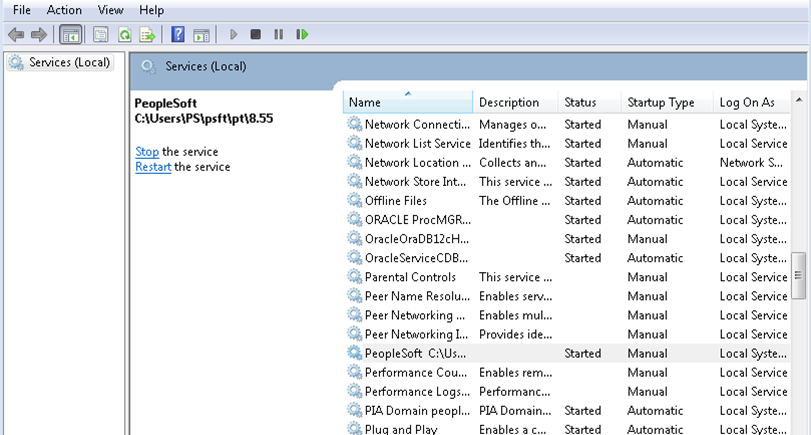 File Action View Help
Services (Local)
Services (Local)
PeopleSoft
C:\Users\PS\psft\pt\8.55
Stop the service
Restart the service
Name Description Status Startup Type Log On As
Network Connecti... Manages o... Started Manual Local Syste...
Network List Service Identifies th... Started Manual Local Service
Network Location ... Collects an... Started Automatic Network S...
Network Store Int... This service ... Started Automatic Local Service
Offline Files The Offline ... Started Automatic Local Syste...
ORACLE ProcMGR... Started Automatic Local Syste...
OracleOraDB12cH... Started Manual Local Syste...
OracleServiceCDB... Started Automatic Local Syste...
Parental Controls This service ... Manual Local Service
Peer Name Resolu... Enables serv... Manual Local Service
Peer Networking ... Enables mul... Manual Local Service
Peer Networking I... Provides ide... Manual Local Service
PeopleSoft C:\Us... Started Manual Local Syste...
Performance Cou... Enables rem... Manual Local Service
Performance Logs... Performanc... Manual Local Service
PIA Domain peopl... PIA Domain... Started Automatic Local Syste...
Plug and Play Enables a c... Started Automatic Local Syste...